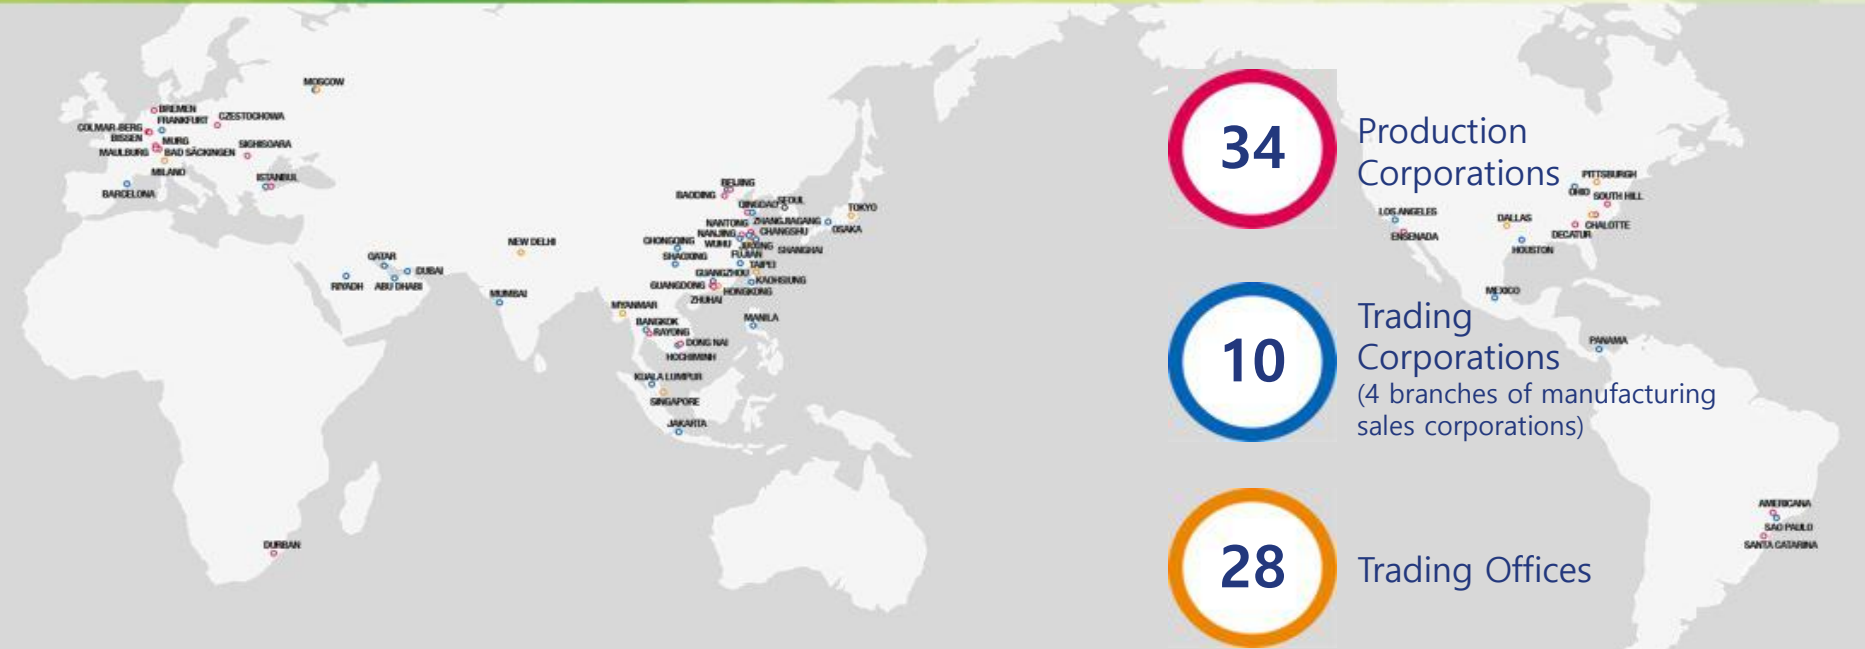 MOSCOW
BREMEN
FRANKFURT
CZESTOCHOWA
COLMAR-BERG
BISSEN
MURG
MAULBURG
BAD SÄCKINGEN
SIGHISOARA
MILANO
ISTANBUL
BARCELONA
QATAR
DUBAI
RIYADH
ABU DHABI
NEW DELHI
MUMBAI
BEIJING
BAODING
QINGDAO
SEOUL
TOKYO
NANTONG
ZHANGJIAGANG
OSAKA
NANJING
CHANGSHU
CHONGQING
WUHU
JIAXING
SHANGHAI
SHAOXING
FUJIAN
TAIPEI
GUANGZHOU
KAOHSIUNG
GUANGDONG
HONGKONG
ZHUHAI
MYANMAR
BANGKOK
RAYONG
MANILA
DONG NAI
HOCHIMINH
KUALA LUMPUR
SINGAPORE
JAKARTA
DURBAN
34
Production
Corporations
10
Trading
Corporations
(4 branches of manufacturing
sales corporations)
28
Trading Offices
PITTSBURGH
OHIO
SOUTH HILL
LOS ANGELES
DALLAS
CHALOTTE
ENSENADA
DECATUR
HOUSTON
MEXICO
PANAMA
AMERICANA
SAO PAULO
SANTA CATARINA